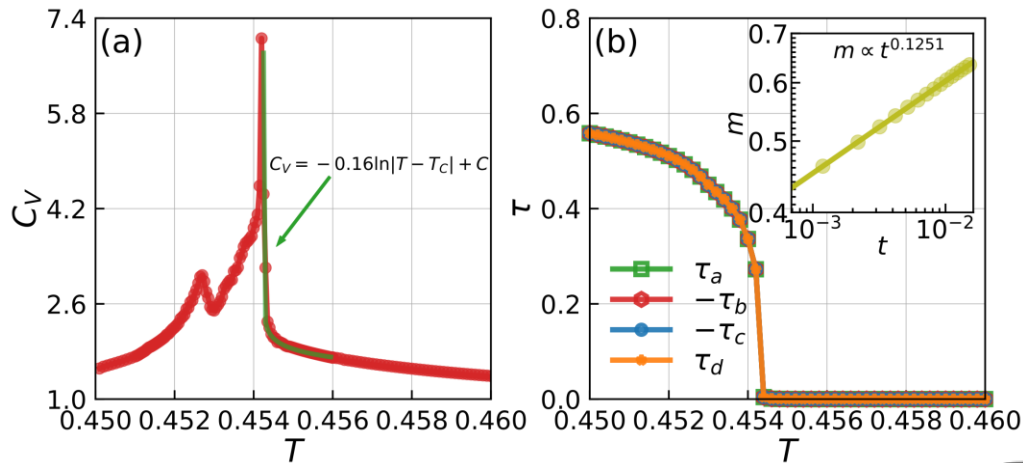 (a)
C_V = −0.16ln|T − T_C| + C
C_V
7.4
5.8
4.2
2.6
1.0
0.450 0.452 0.454 0.456 0.458 0.460
T
(b)
τ
0.8
0.6
0.4
0.2
0.0
0.450 0.452 0.454 0.456 0.458 0.460
T
τ_a
−τ_b
−τ_c
τ_d
m ∝ t^0.1251
m
0.7
0.6
0.5
0.4
10^−3 10^−2
t